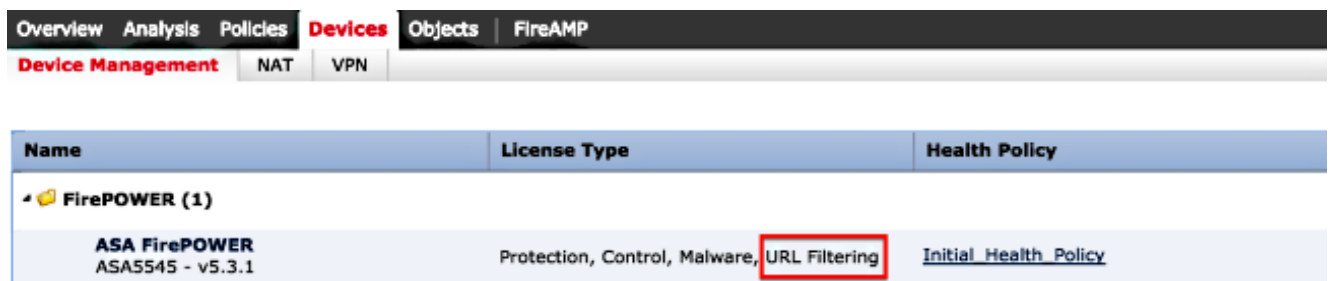 Overview Analysis Policies Devices Objects FireAMP
Device Management NAT VPN
Name License Type Health Policy
FirePOWER (1)
ASA FirePOWER
ASA5545 - v5.3.1
Protection, Control, Malware, URL Filtering
Initial_Health_Policy